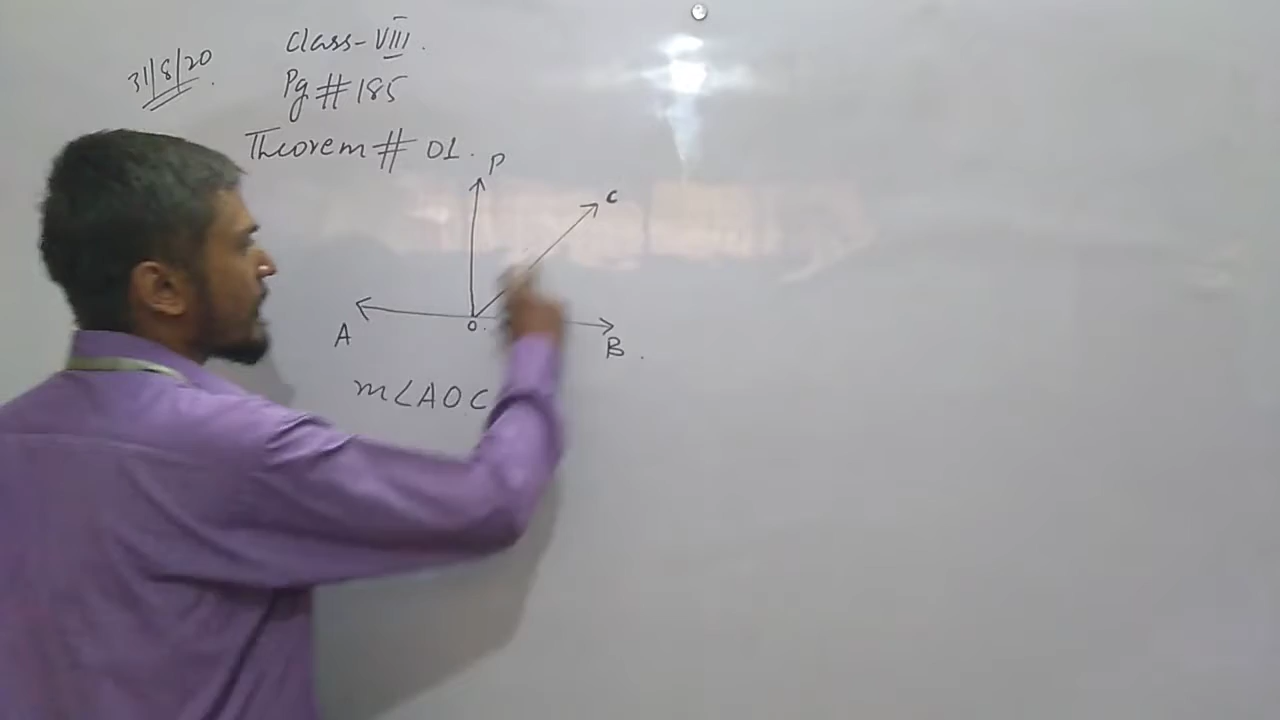 31/8/20
Class-VIII.
Pg # 185
Theorem # 01.
P
C
A
O.
B.
m∠AOC